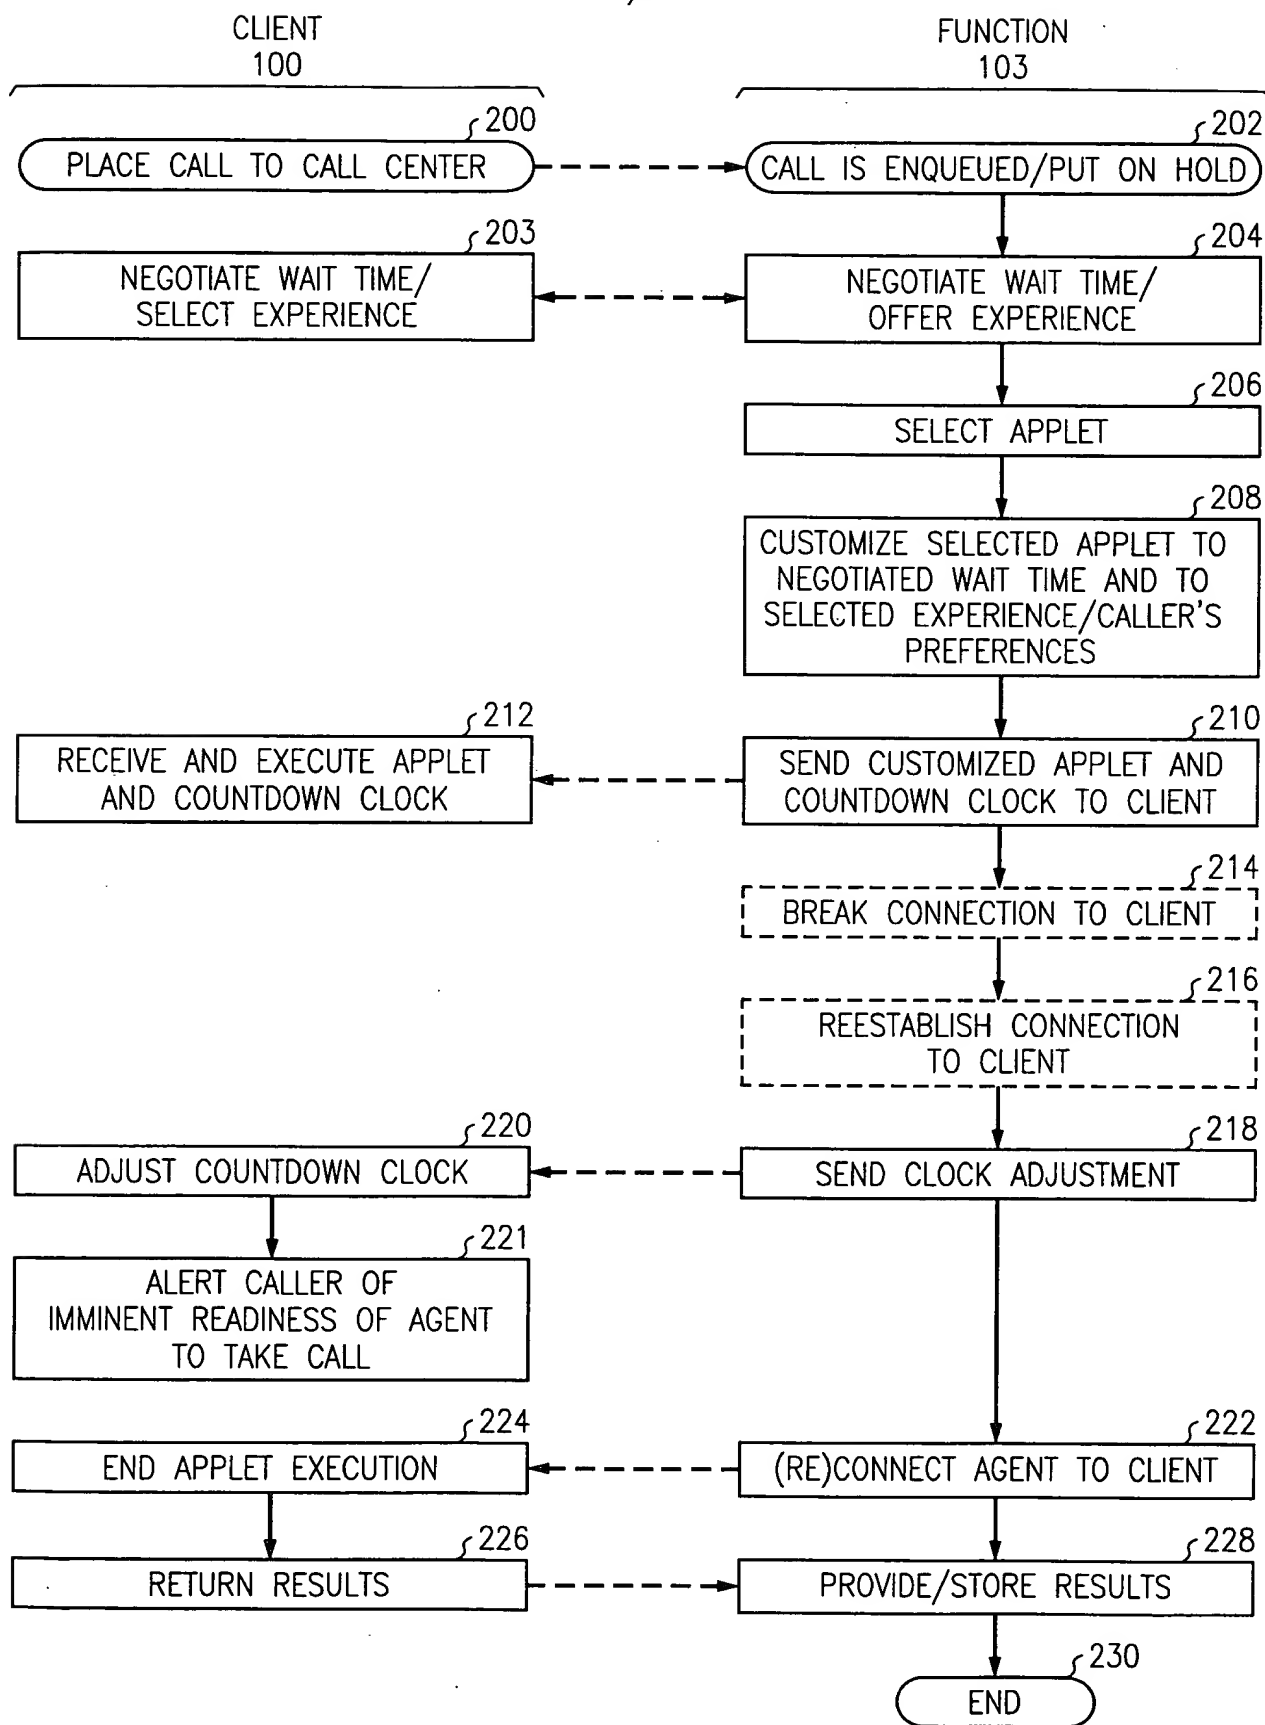 CLIENT
100
FUNCTION
103
200
PLACE CALL TO CALL CENTER
202
CALL IS ENQUEUED/PUT ON HOLD
203
NEGOTIATE WAIT TIME/
SELECT EXPERIENCE
204
NEGOTIATE WAIT TIME/
OFFER EXPERIENCE
206
SELECT APPLET
208
CUSTOMIZE SELECTED APPLET TO
NEGOTIATED WAIT TIME AND TO
SELECTED EXPERIENCE/CALLER'S
PREFERENCES
212
RECEIVE AND EXECUTE APPLET
AND COUNTDOWN CLOCK
210
SEND CUSTOMIZED APPLET AND
COUNTDOWN CLOCK TO CLIENT
214
BREAK CONNECTION TO CLIENT
216
REESTABLISH CONNECTION
TO CLIENT
220
ADJUST COUNTDOWN CLOCK
218
SEND CLOCK ADJUSTMENT
221
ALERT CALLER OF
IMMINENT READINESS OF AGENT
TO TAKE CALL
224
END APPLET EXECUTION
222
(RE)CONNECT AGENT TO CLIENT
226
RETURN RESULTS
228
PROVIDE/STORE RESULTS
230
END